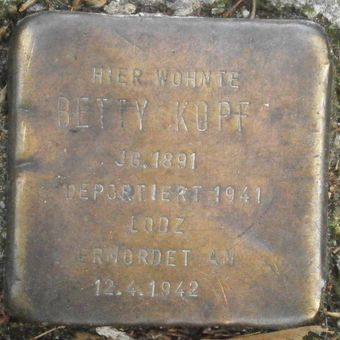 HIER WOHNTE
BETTY KOPF
JG. 1891
DEPORTIERT 1941
LODZ
ERMORDET AM
12.4.1942